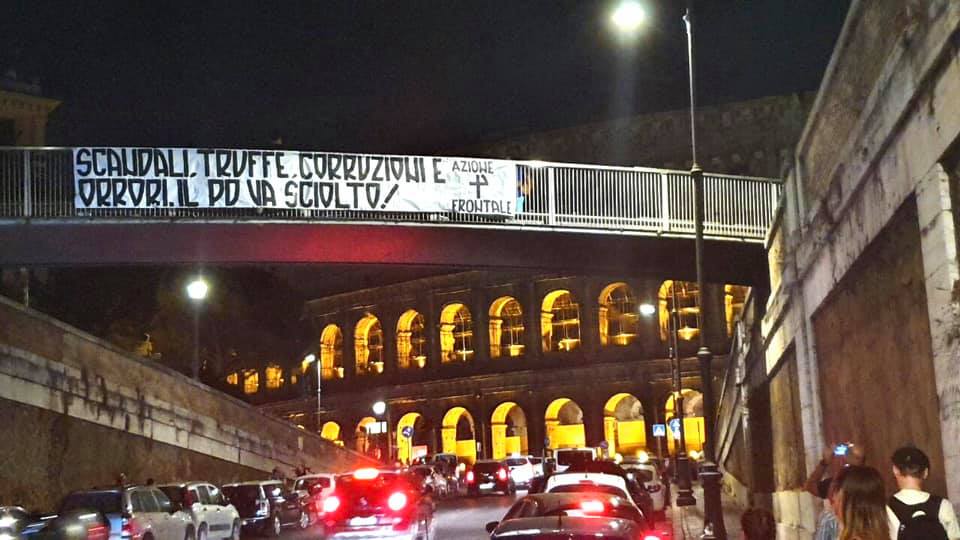 SCANDALI, TRUFFE, CORRUZIONI E
ORRORI. IL PD VA SCIOLTO!
AZIONE
FRONTALE